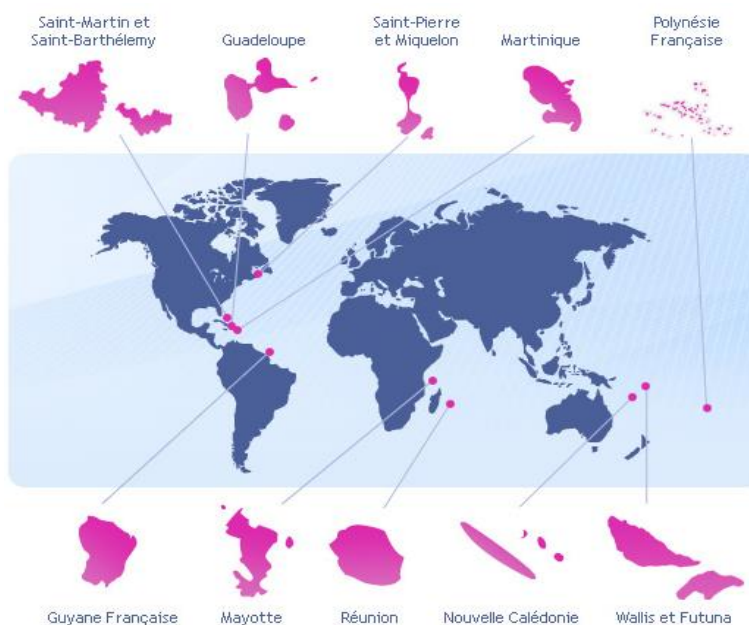 Saint-Martin et
Saint-Barthélemy
Guadeloupe
Saint-Pierre
et Miquelon
Martinique
Polynésie
Française
Guyane Française
Mayotte
Réunion
Nouvelle Calédonie
Wallis et Futuna